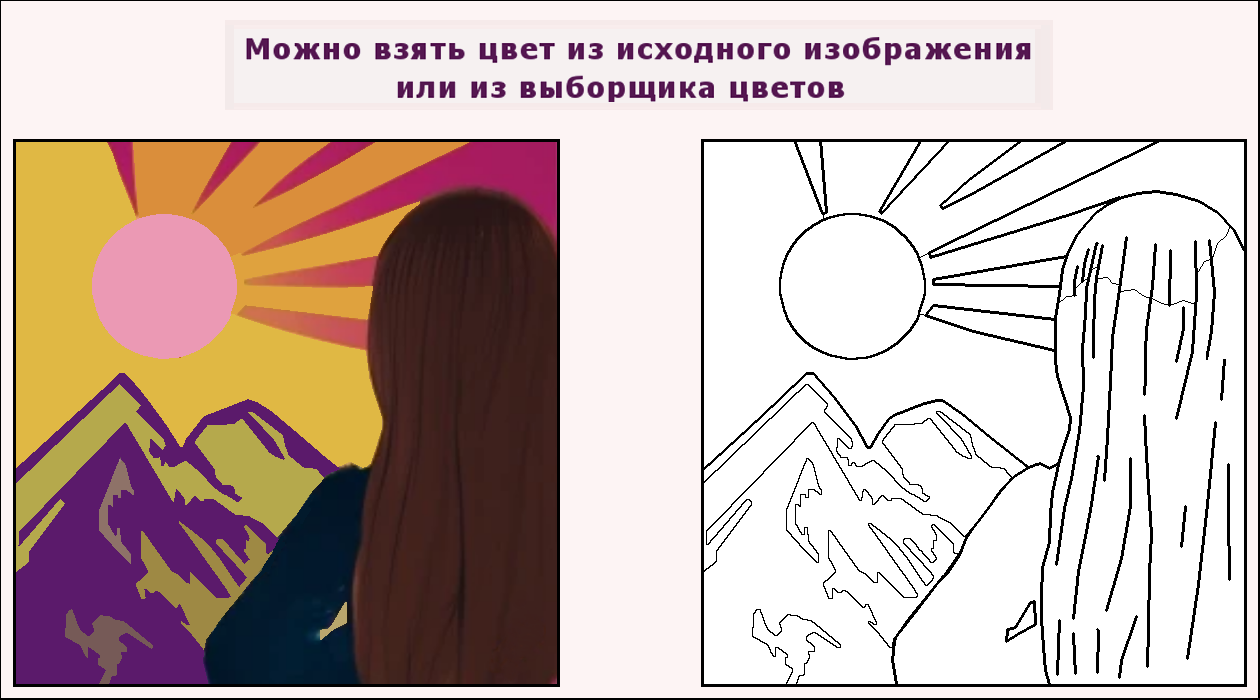 Можно взять цвет из исходного изображения
или из выборщика цветов